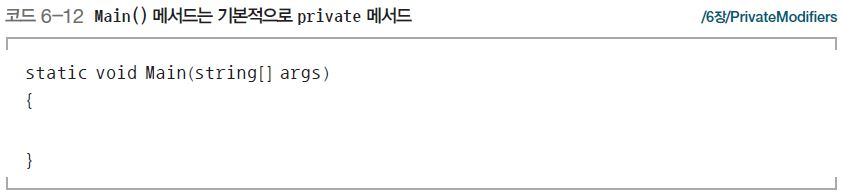 코드 6-12 Main() 메서드는 기본적으로 private 메서드 /6장/PrivateModifiers
static void Main(string[] args)
{
}